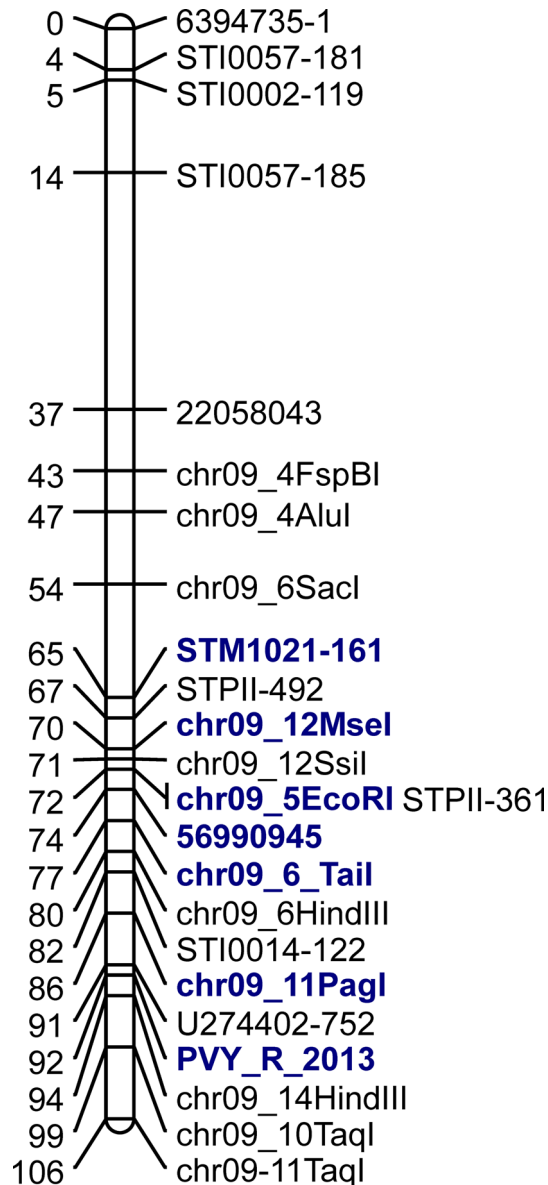 0 6394735-1
4 STI0057-181
5 STI0002-119
14 STI0057-185
37 22058043
43 chr09_4FspBI
47 chr09_4AluI
54 chr09_6SacI
65 STM1021-161
67 STPII-492
70 chr09_12MseI
71 chr09_12SsiI
72 chr09_5EcoRI STPII-361
74 56990945
77 chr09_6_TaiI
80 chr09_6HindIII
82 STI0014-122
86 chr09_11PagI
91 U274402-752
92 PVY_R_2013
94 chr09_14HindIII
99 chr09_10TaqI
106 chr09-11TaqI